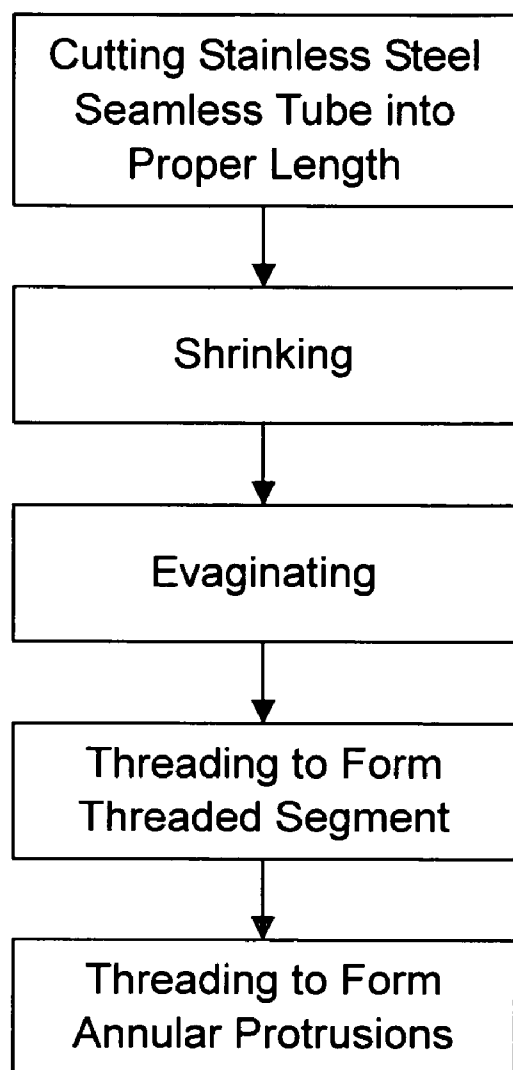 Cutting Stainless Steel
Seamless Tube into
Proper Length
Shrinking
Evaginating
Threading to Form
Threaded Segment
Threading to Form
Annular Protrusions